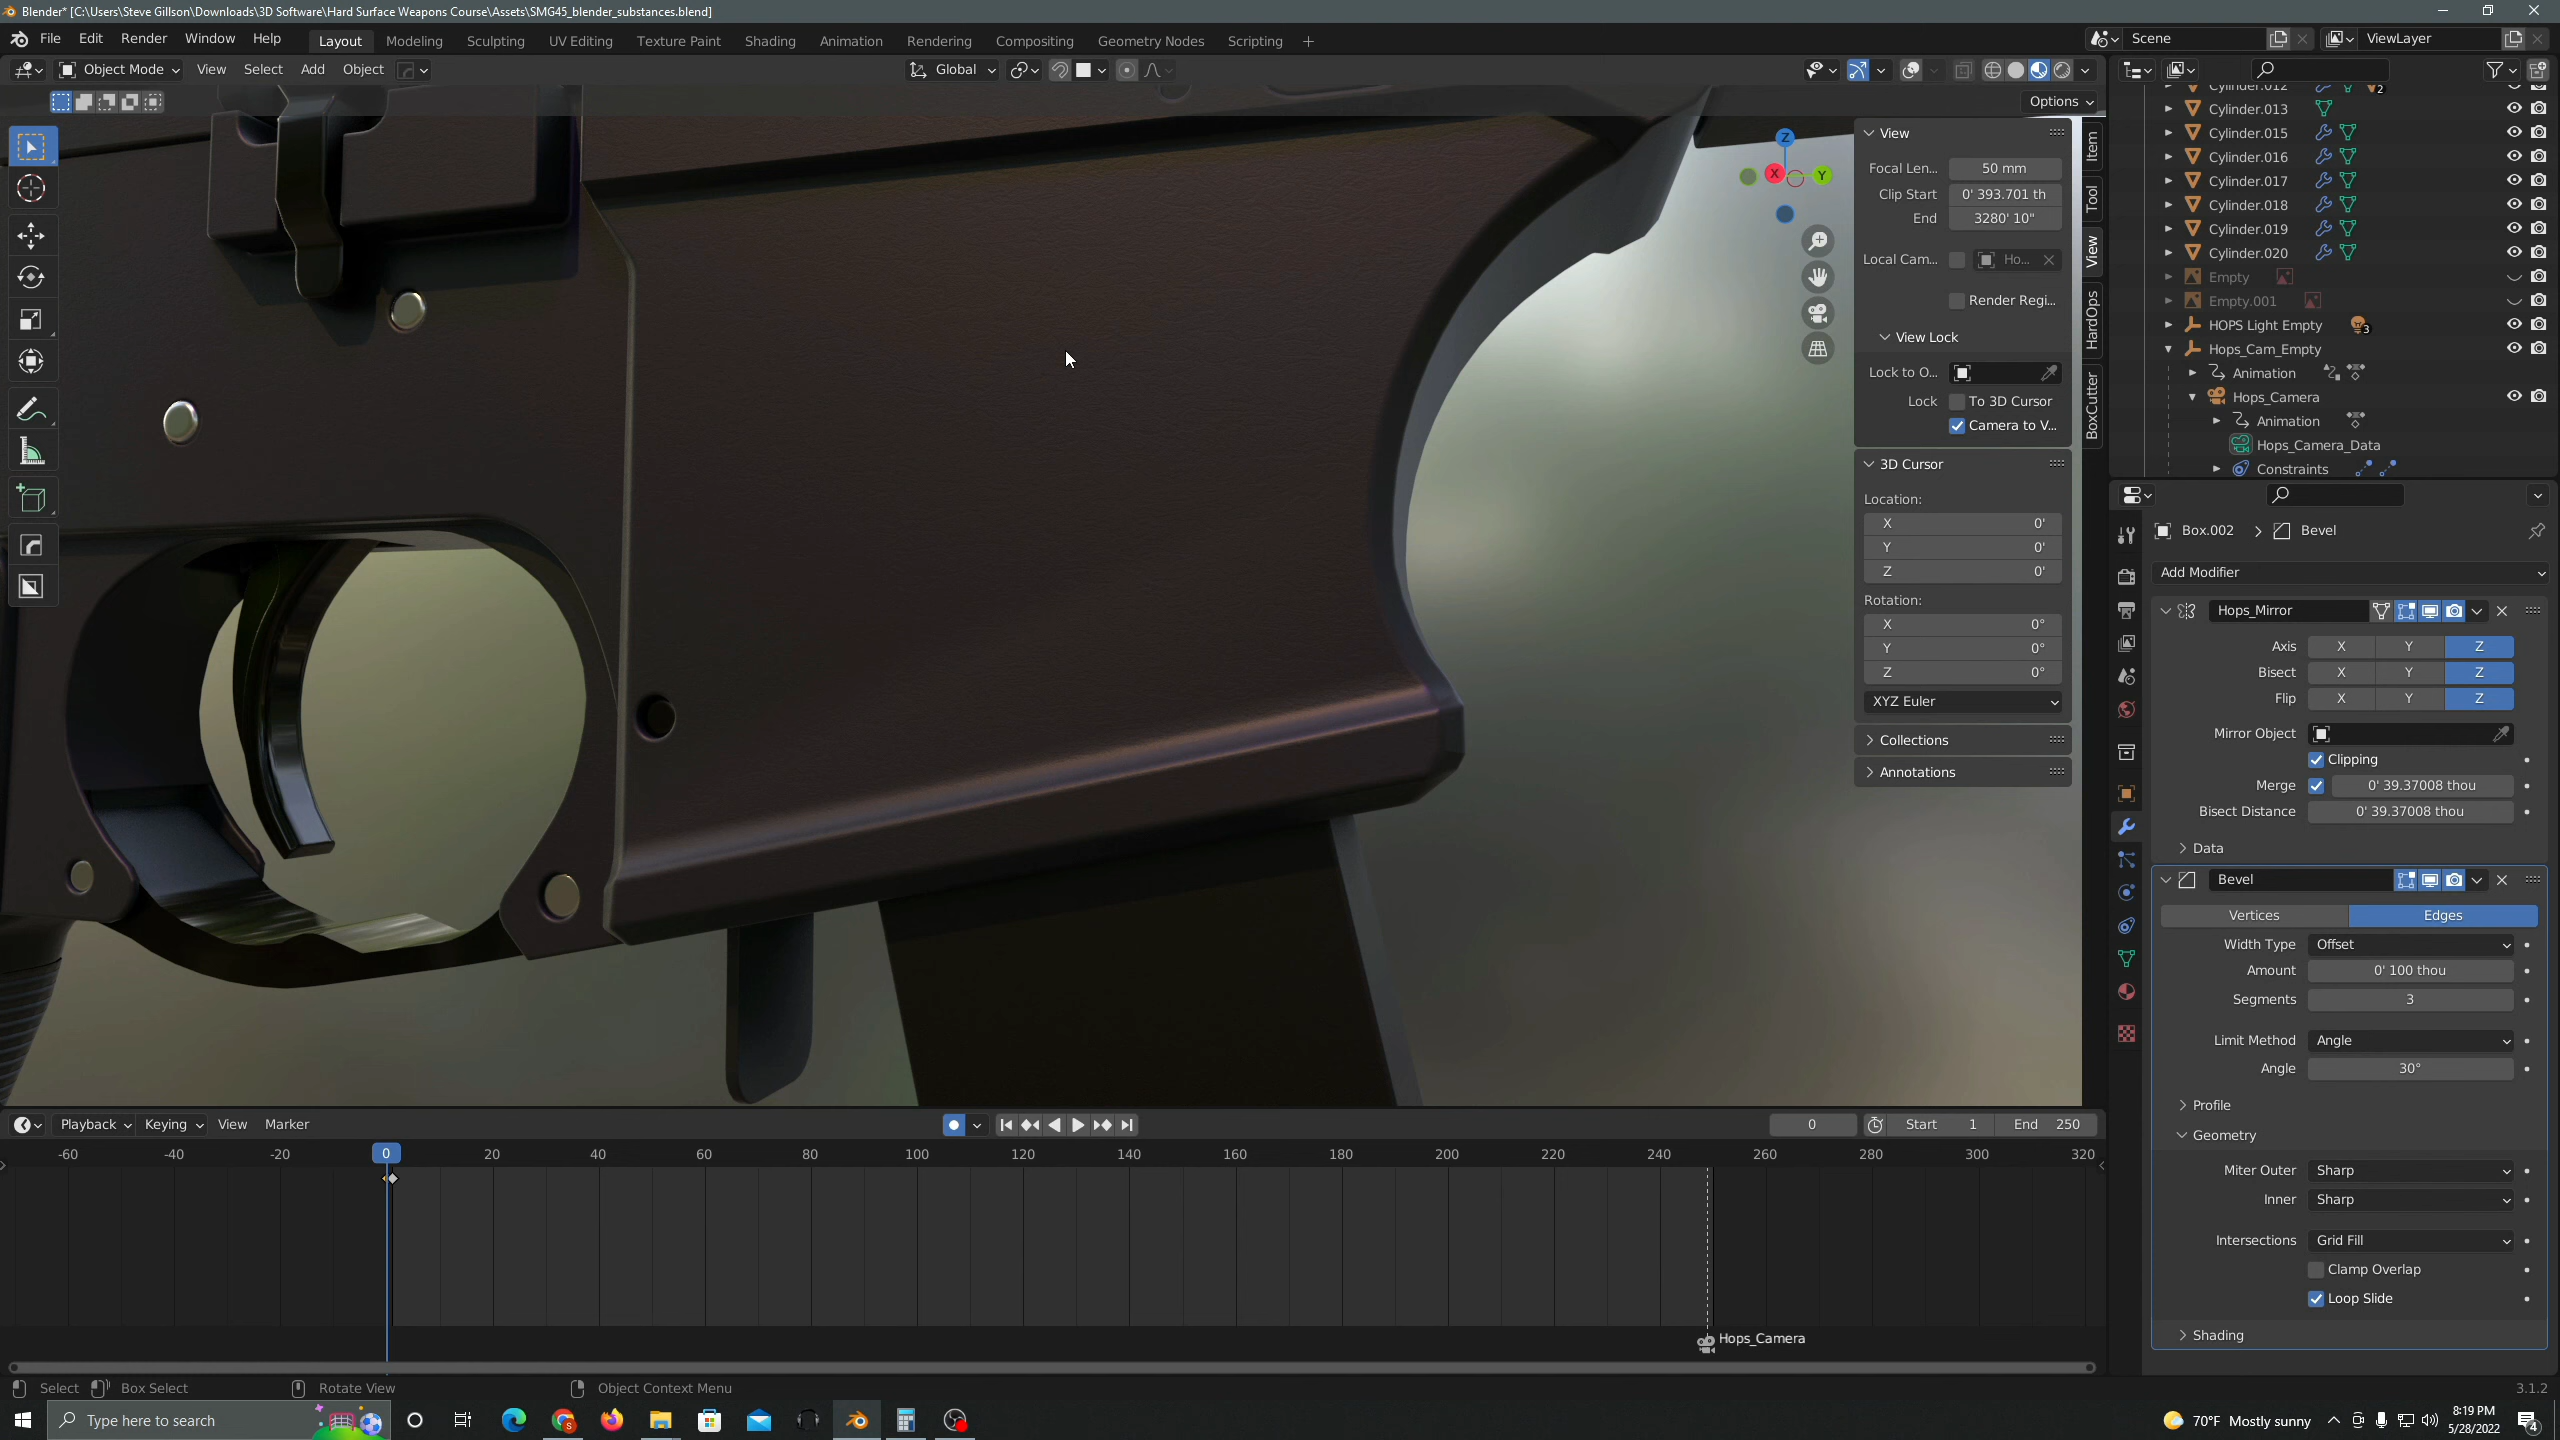 Blender* [C:\Users\Steve Gillson\Downloads\3D Software\Hard Surface Weapons Course\Assets\SMG45_blender_substances.blend]
File Edit Render Window Help Layout Modeling Sculpting UV Editing Texture Paint Shading Animation Rendering Compositing Geometry Nodes Scripting + Scene ViewLayer
Object Mode View Select Add Object Global
Options
Cylinder.012 2
Cylinder.013
Cylinder.015
Cylinder.016
Cylinder.017
Cylinder.018
Cylinder.019
Cylinder.020
Empty
Empty.001
HOPS Light Empty 3
Hops_Cam_Empty
Animation
Hops_Camera
Animation
Hops_Camera_Data
Constraints
Z
X
Y
View
Focal Len... 50 mm
Clip Start 0' 393.701 th
End 3280' 10"
Local Cam... Ho...
Render Regi...
View Lock
Lock to O...
Lock To 3D Cursor
Camera to V...
3D Cursor
Location:
X 0'
Y 0'
Z 0'
Rotation:
X 0°
Y 0°
Z 0°
XYZ Euler
Collections
Annotations
Item
Tool
View
HardOps
BoxCutter
Box.002 Bevel
Add Modifier
Hops_Mirror
Axis X Y Z
Bisect X Y Z
Flip X Y Z
Mirror Object
Clipping
Merge 0' 39.37008 thou
Bisect Distance 0' 39.37008 thou
Data
Bevel
Vertices Edges
Width Type Offset
Amount 0' 100 thou
Segments 3
Limit Method Angle
Angle 30°
Profile
Geometry
Miter Outer Sharp
Inner Sharp
Intersections Grid Fill
Clamp Overlap
Loop Slide
Shading
Playback Keying View Marker 0 Start 1 End 250
-60 -40 -20 0 20 40 60 80 100 120 140 160 180 200 220 240 260 280 300 320
Hops_Camera
Select Box Select Rotate View Object Context Menu 3.1.2
Type here to search 70°F Mostly sunny 8:19 PM
5/28/2022
4